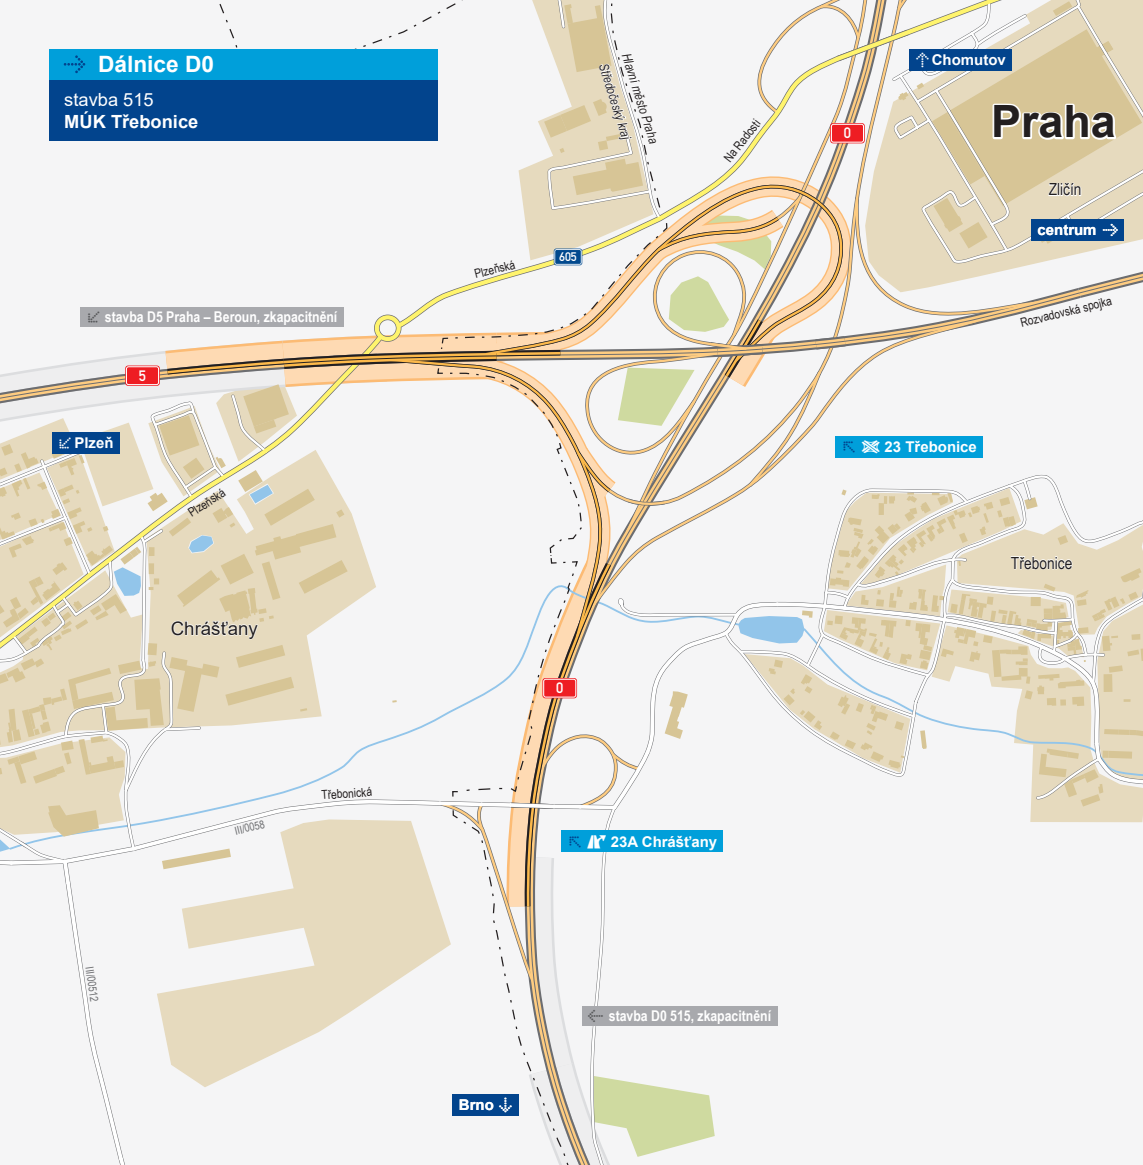 Dálnice D0
stavba 515
MÚK Třebonice
Hlavní město Praha
Středočeský kraj
Chomutov
Praha
0
Na Radosti
Zličín
centrum
605
Plzeňská
stavba D5 Praha – Beroun, zkapacitnění
Rozvadovská spojka
5
Plzeň
23 Třebonice
Plzeňská
Třebonice
Chrášťany
0
Třebonická
III/0058
23A Chrášťany
III/00512
stavba D0 515, zkapacitnění
Brno